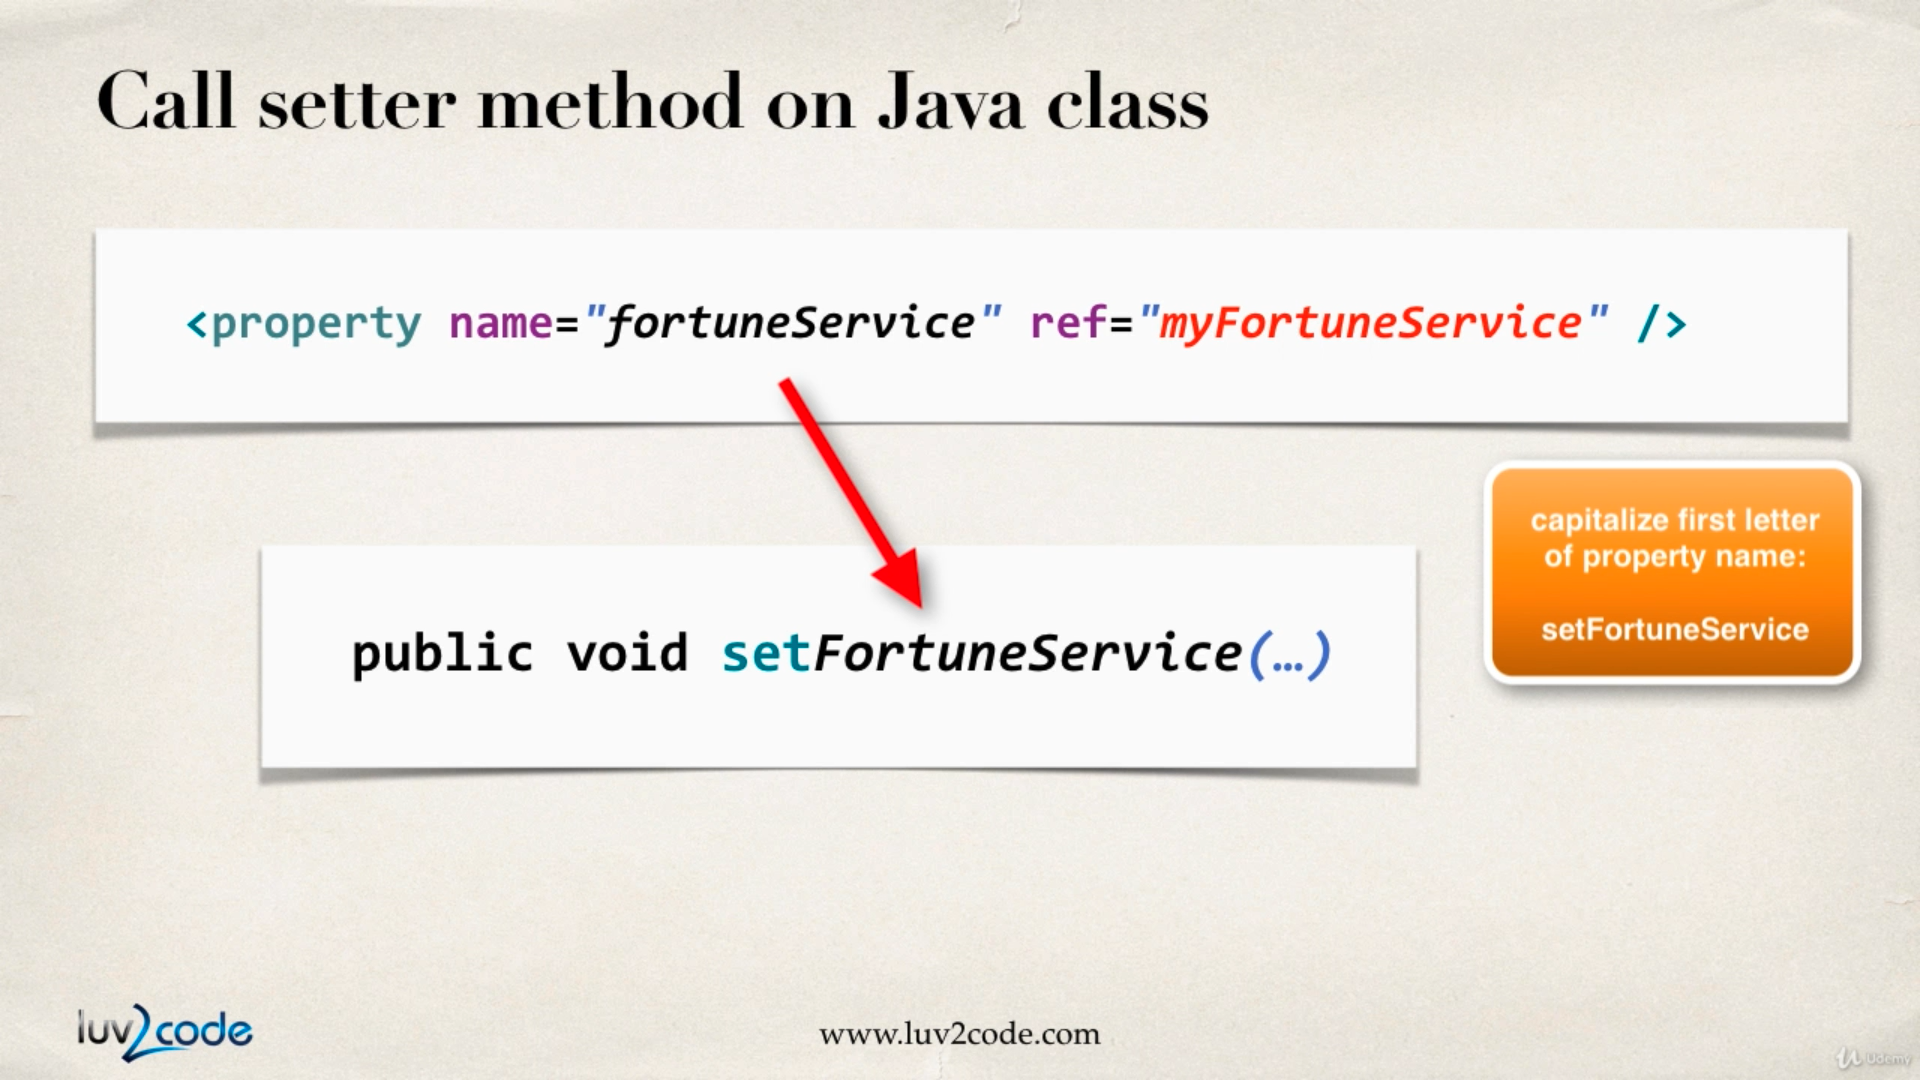 Call setter method on Java class
<property name="fortuneService" ref="myFortuneService" />
capitalize first letter
of property name:
setFortuneService
public void setFortuneService(…)
luv2code
www.luv2code.com
Udemy